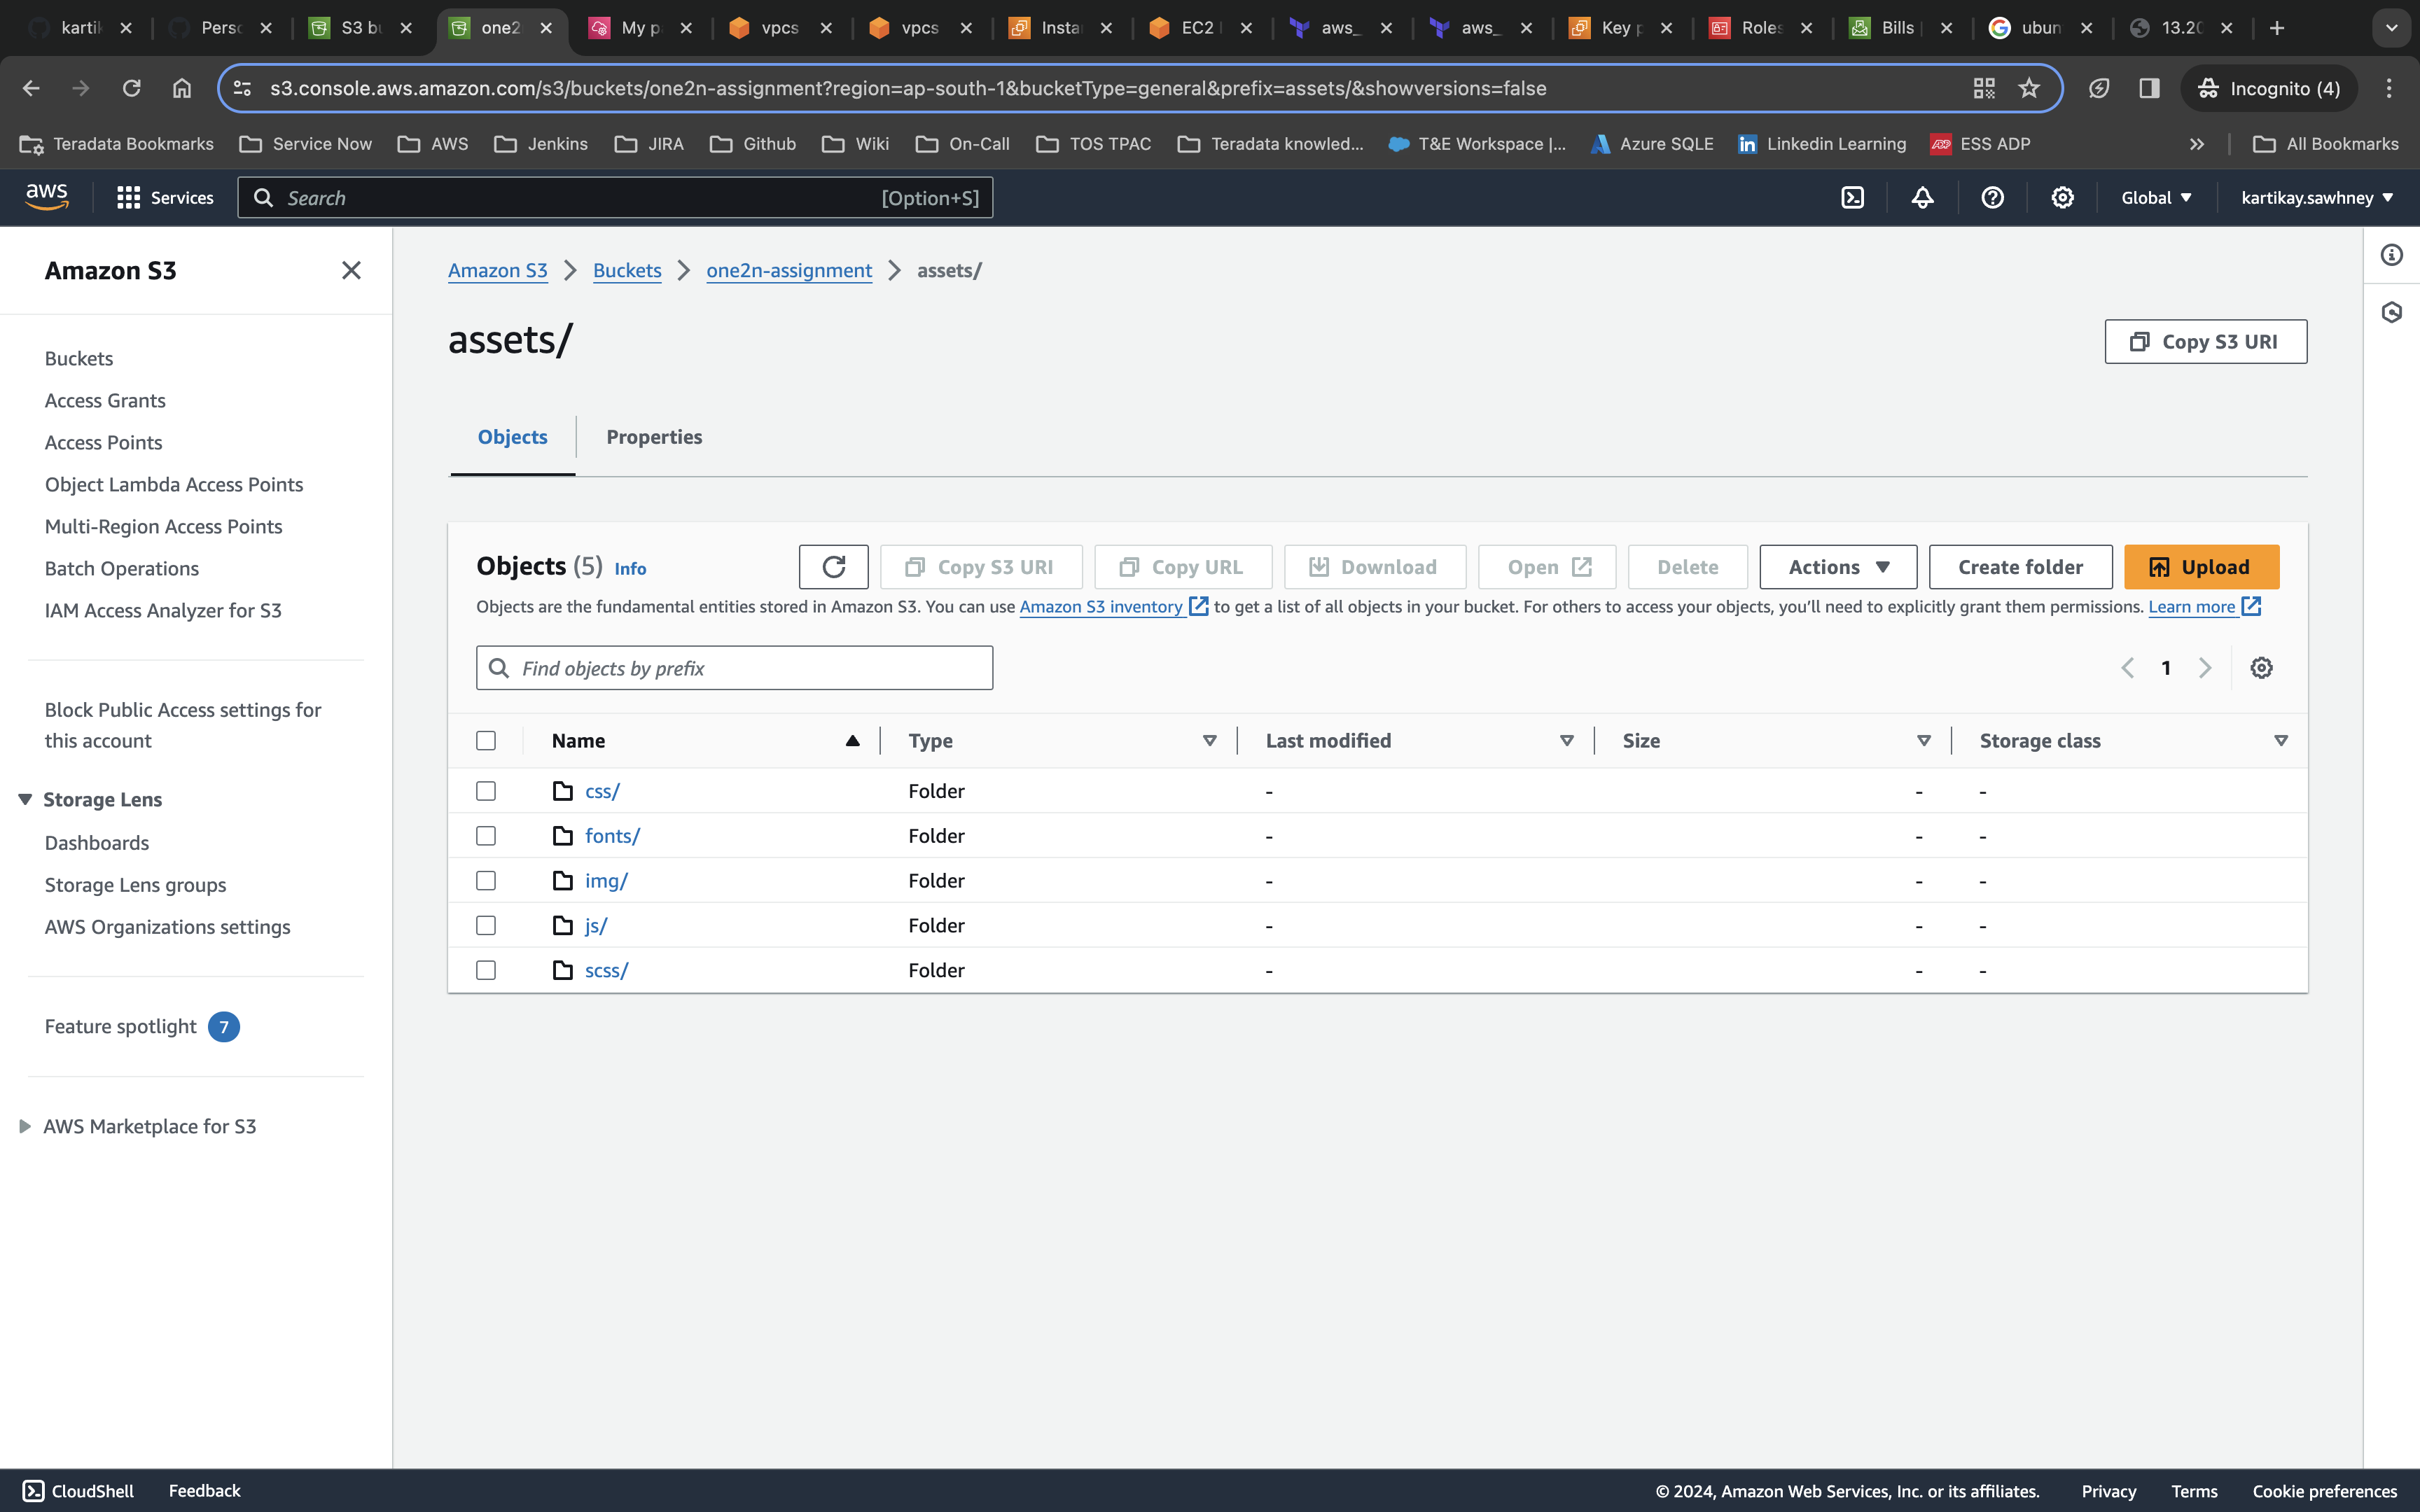 kartik Perso S3 bu one2 My p vpcs vpcs Insta EC2 aws_ aws_ Key p Roles Bills ubun 13.20
s3.console.aws.amazon.com/s3/buckets/one2n-assignment?region=ap-south-1&bucketType=general&prefix=assets/&showversions=false Incognito (4)
Teradata Bookmarks Service Now AWS Jenkins JIRA Github Wiki On-Call TOS TPAC Teradata knowled... T&E Workspace |... Azure SQLE Linkedin Learning ESS ADP » All Bookmarks
aws Services Search [Option+S] Global kartikay.sawhney
Amazon S3
Buckets
Access Grants
Access Points
Object Lambda Access Points
Multi-Region Access Points
Batch Operations
IAM Access Analyzer for S3
Block Public Access settings for
this account
Storage Lens
Dashboards
Storage Lens groups
AWS Organizations settings
Feature spotlight 7
AWS Marketplace for S3
Amazon S3 > Buckets > one2n-assignment > assets/
assets/
Copy S3 URI
Objects Properties
Objects (5) Info Copy S3 URI Copy URL Download Open Delete Actions Create folder Upload
Objects are the fundamental entities stored in Amazon S3. You can use Amazon S3 inventory to get a list of all objects in your bucket. For others to access your objects, you’ll need to explicitly grant them permissions. Learn more
Find objects by prefix
1
Name Type Last modified Size Storage class
css/ Folder - - -
fonts/ Folder - - -
img/ Folder - - -
js/ Folder - - -
scss/ Folder - - -
CloudShell Feedback © 2024, Amazon Web Services, Inc. or its affiliates. Privacy Terms Cookie preferences